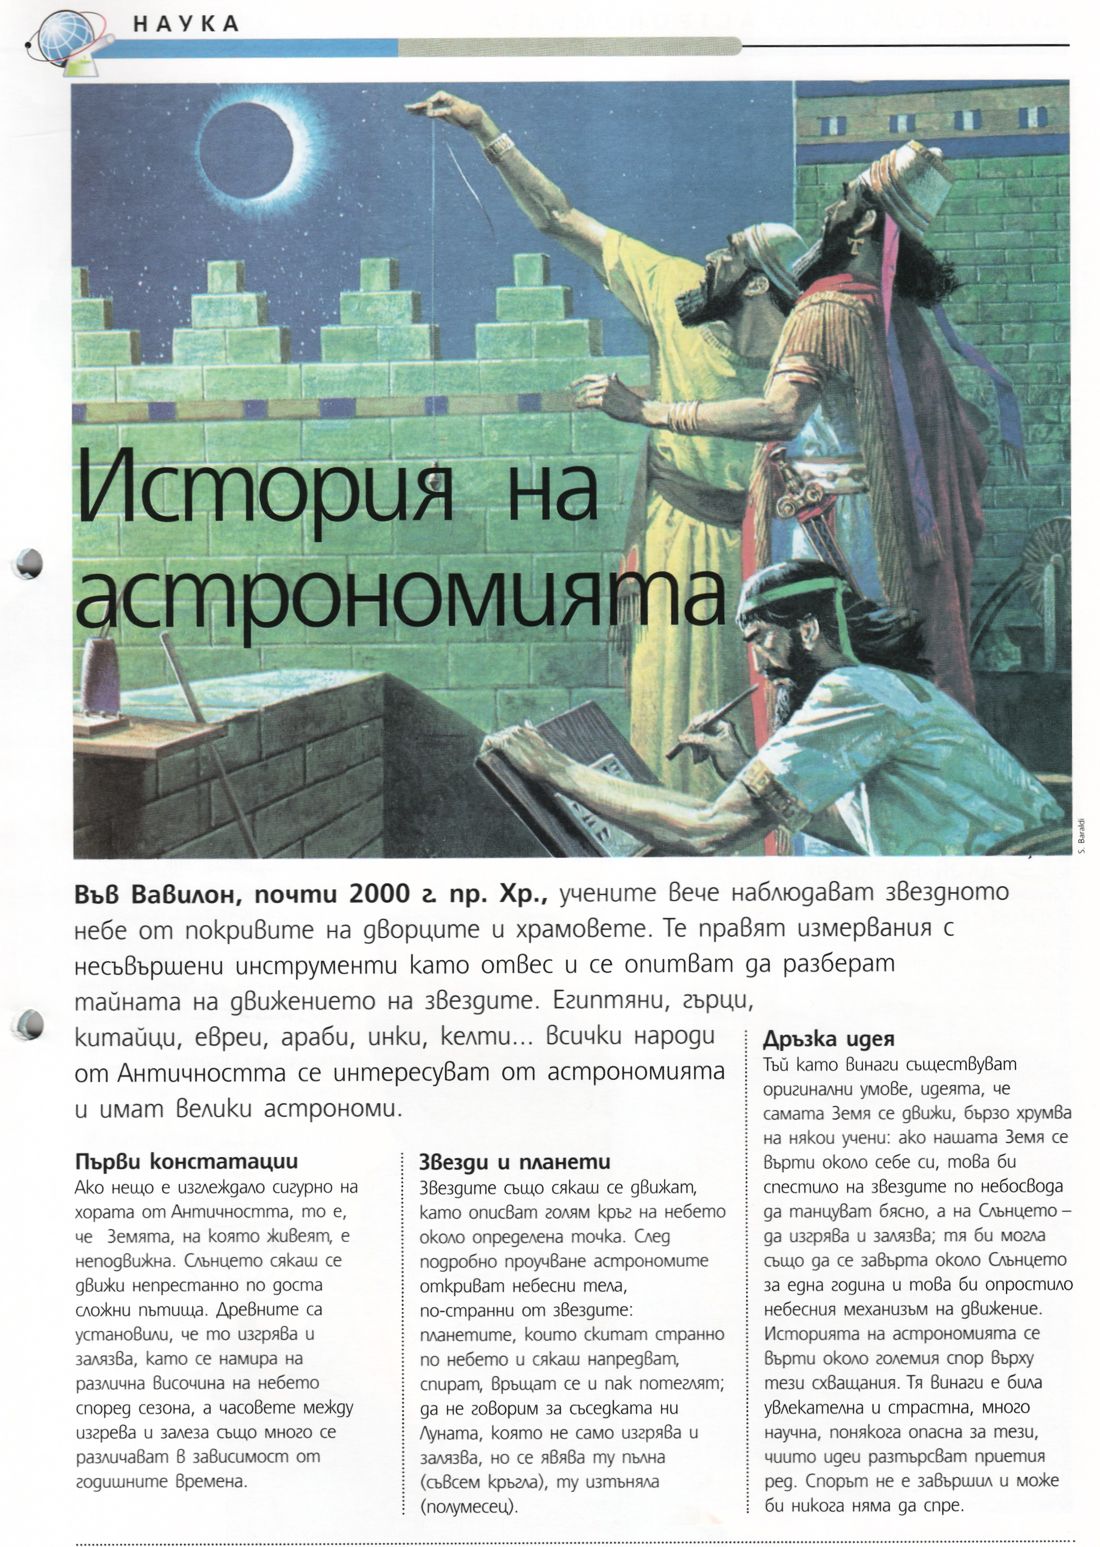 НАУКА
История на
астрономията
S. Baraldi
Във Вавилон, почти 2000 г. пр. Хр., учените вече наблюдават звездното
небе от покривите на дворците и храмовете. Те правят измервания с
несъвършени инструменти като отвес и се опитват да разберат
тайната на движението на звездите. Египтяни, гърци,
китайци, евреи, араби, инки, келти... всички народи
от Античността се интересуват от астрономията
и имат велики астрономи.
Първи констатации
Ако нещо е изглеждало сигурно на
хората от Античността, то е,
че Земята, на която живеят, е
неподвижна. Слънцето сякаш се
движи непрестанно по доста
сложни пътища. Древните са
установили, че то изгрява и
залязва, като се намира на
различна височина на небето
според сезона, а часовете между
изгрева и залеза също много се
различават в зависимост от
годишните времена.
Звезди и планети
Звездите също сякаш се движат,
като описват голям кръг на небето
около определена точка. След
подробно проучване астрономите
откриват небесни тела,
по-странни от звездите:
планетите, които скитат странно
по небето и сякаш напредват,
спират, връщат се и пак потеглят;
да не говорим за съседката ни
Луната, която не само изгрява и
залязва, но се явява ту пълна
(съвсем кръгла), ту изтъняла
(полумесец).
Дръзка идея
Тъй като винаги съществуват
оригинални умове, идеята, че
самата Земя се движи, бързо хрумва
на някои учени: ако нашата Земя се
върти около себе си, това би
спестило на звездите по небосвода
да танцуват бясно, а на Слънцето –
да изгрява и залязва; тя би могла
също да се завърта около Слънцето
за една година и това би опростило
небесния механизъм на движение.
Историята на астрономията се
върти около големия спор върху
тези схващания. Тя винаги е била
увлекателна и страстна, много
научна, понякога опасна за тези,
чиито идеи разтърсват приетия
ред. Спорът не е завършил и може
би никога няма да спре.